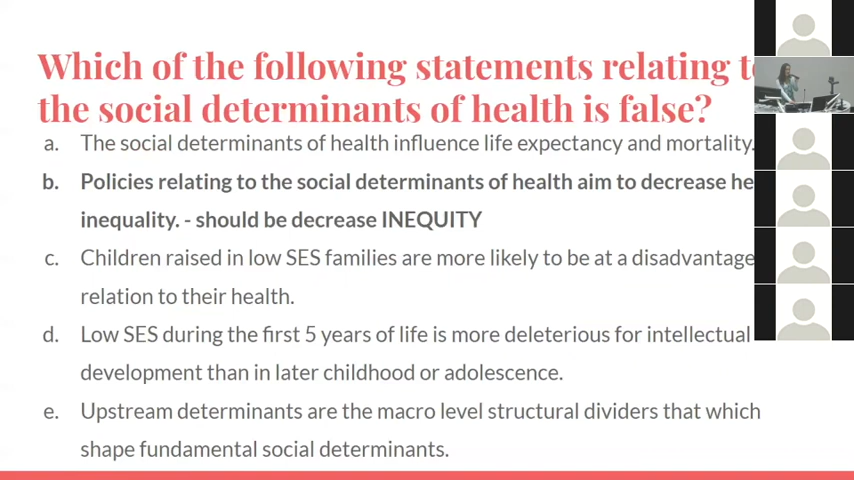 Which of the following statements relating to
the social determinants of health is false?
a. The social determinants of health influence life expectancy and mortality.
b. Policies relating to the social determinants of health aim to decrease
inequality. - should be decrease INEQUITY
c. Children raised in low SES families are more likely to be at a disadvantage
relation to their health.
d. Low SES during the first 5 years of life is more deleterious for intellectual
development than in later childhood or adolescence.
e. Upstream determinants are the macro level structural dividers that which
shape fundamental social determinants.